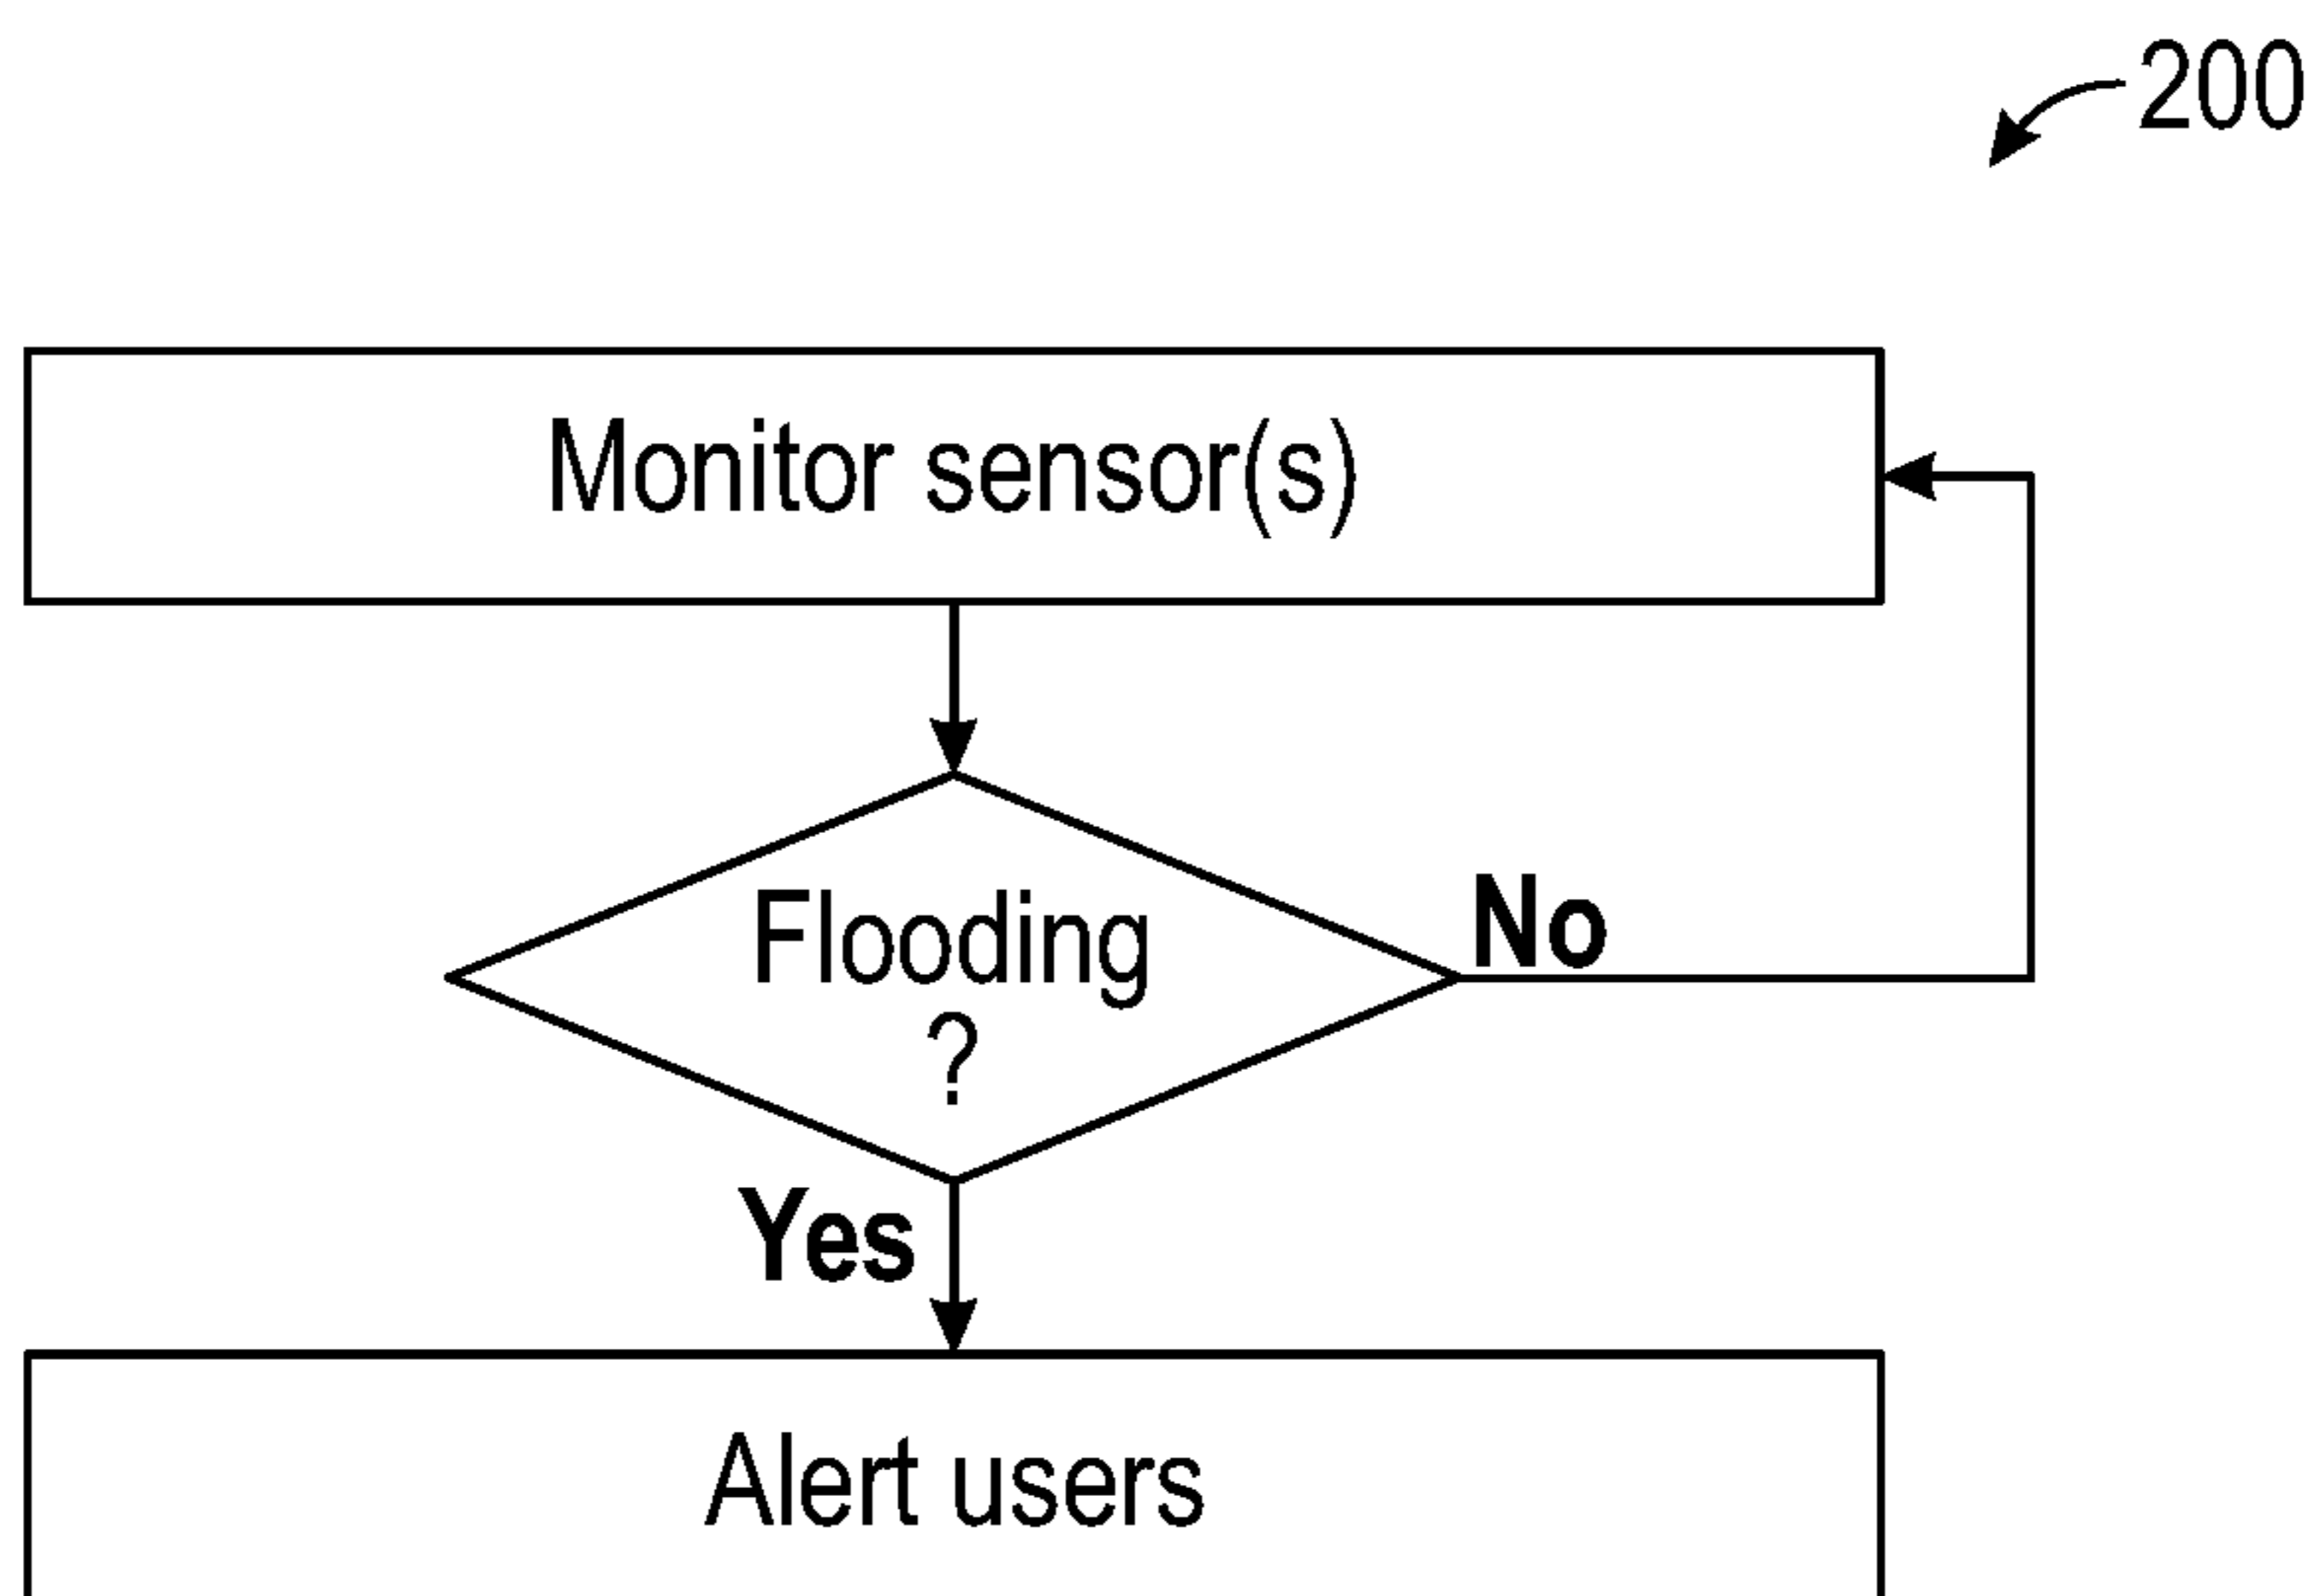 200
Monitor sensor(s)
Flooding
?
No
Yes
Alert users